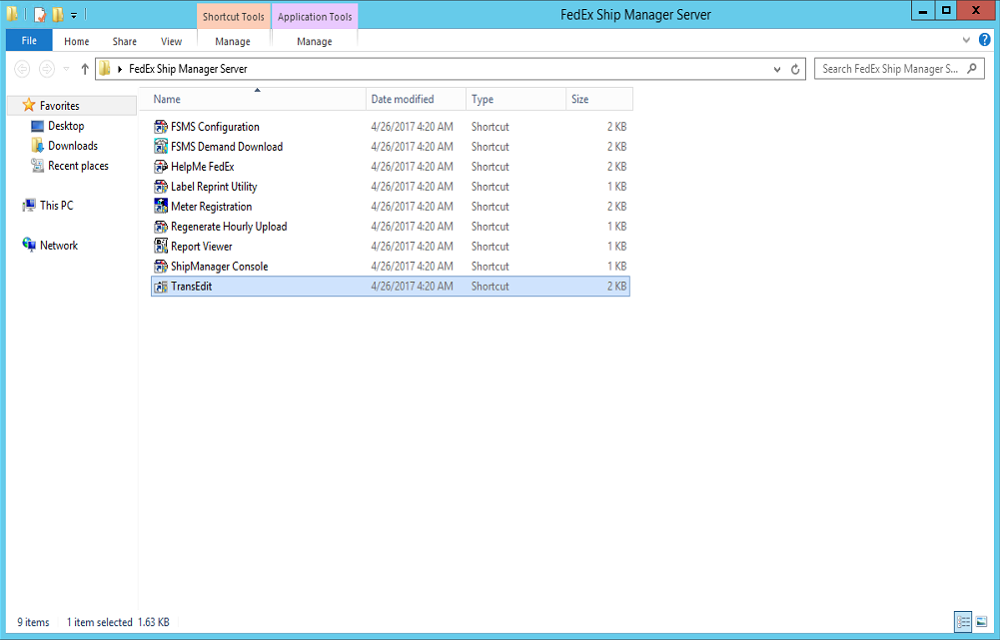 Shortcut Tools Application Tools FedEx Ship Manager Server X
File Home Share View Manage Manage ?
FedEx Ship Manager Server Search FedEx Ship Manager S...
Favorites
Desktop
Downloads
Recent places
This PC
Network
Name Date modified Type Size
FSMS Configuration 4/26/2017 4:20 AM Shortcut 2 KB
FSMS Demand Download 4/26/2017 4:20 AM Shortcut 2 KB
HelpMe FedEx 4/26/2017 4:20 AM Shortcut 2 KB
Label Reprint Utility 4/26/2017 4:20 AM Shortcut 1 KB
Meter Registration 4/26/2017 4:20 AM Shortcut 2 KB
Regenerate Hourly Upload 4/26/2017 4:20 AM Shortcut 1 KB
Report Viewer 4/26/2017 4:20 AM Shortcut 1 KB
ShipManager Console 4/26/2017 4:20 AM Shortcut 1 KB
TransEdit 4/26/2017 4:20 AM Shortcut 2 KB
9 items 1 item selected 1.63 KB